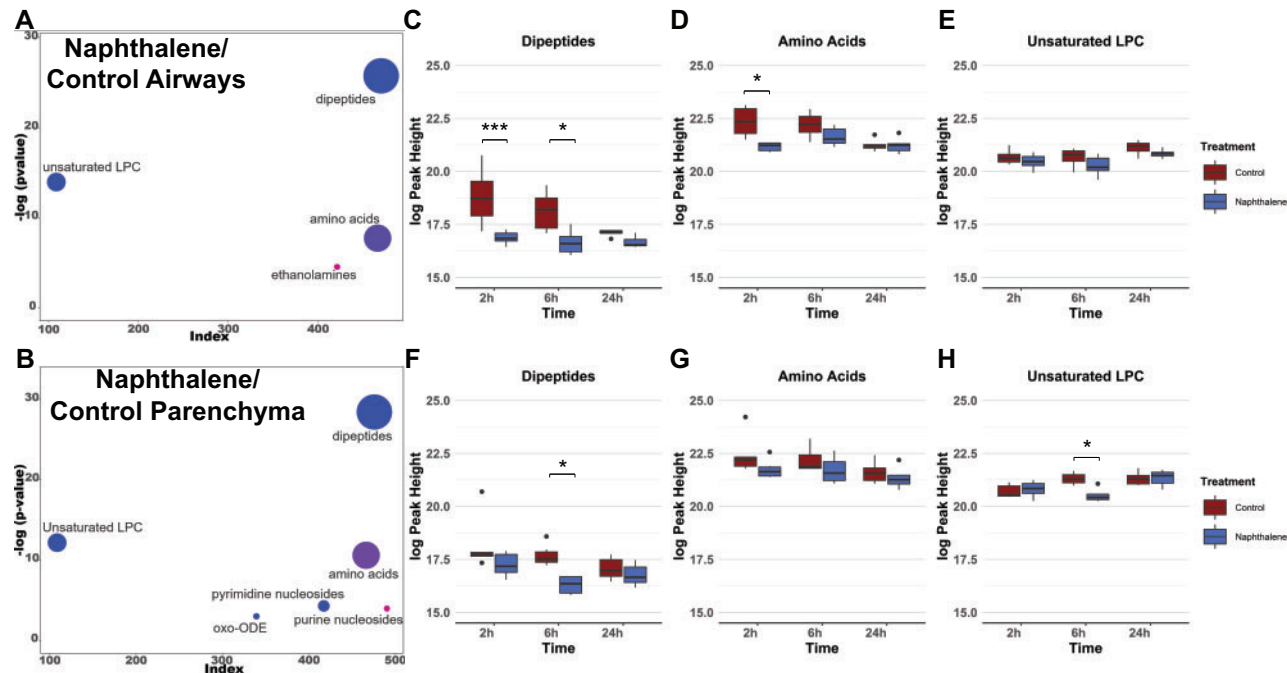 A
Naphthalene/
Control Airways
30
20
10
0
-log (pvalue)
dipeptides
unsaturated LPC
amino acids
ethanolamines
100
200
300
400
Index
C
Dipeptides
25.0
22.5
20.0
17.5
15.0
log Peak Height
***
*
2h
6h
24h
Time
D
Amino Acids
25.0
22.5
20.0
17.5
15.0
log Peak Height
*
2h
6h
24h
Time
E
Unsaturated LPC
25.0
22.5
20.0
17.5
15.0
log Peak Height
2h
6h
24h
Time
Treatment
Control
Naphthalene
B
Naphthalene/
Control Parenchyma
30
20
10
0
-log (p-value)
dipeptides
Unsaturated LPC
amino acids
pyrimidine nucleosides
purine nucleosides
oxo-ODE
100
200
300
400
500
Index
F
Dipeptides
25.0
22.5
20.0
17.5
15.0
log Peak Height
*
2h
6h
24h
Time
G
Amino Acids
25.0
22.5
20.0
17.5
15.0
log Peak Height
2h
6h
24h
Time
H
Unsaturated LPC
25.0
22.5
20.0
17.5
15.0
log Peak Height
*
2h
6h
24h
Time
Treatment
Control
Naphthalene